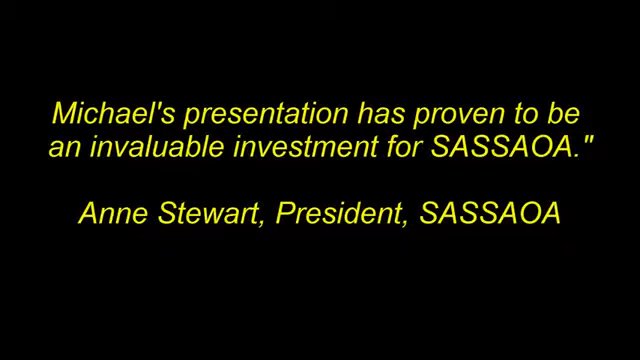 Michael's presentation has proven to be
an invaluable investment for SASSAOA."
Anne Stewart, President, SASSAOA